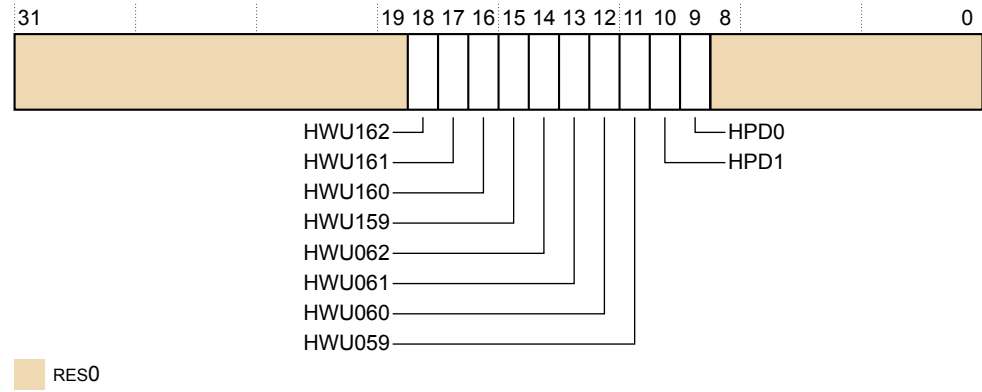 31 19 18 17 16 15 14 13 12 11 10 9 8 0
HWU162 HPD0
HWU161 HPD1
HWU160
HWU159
HWU062
HWU061
HWU060
HWU059
RES0